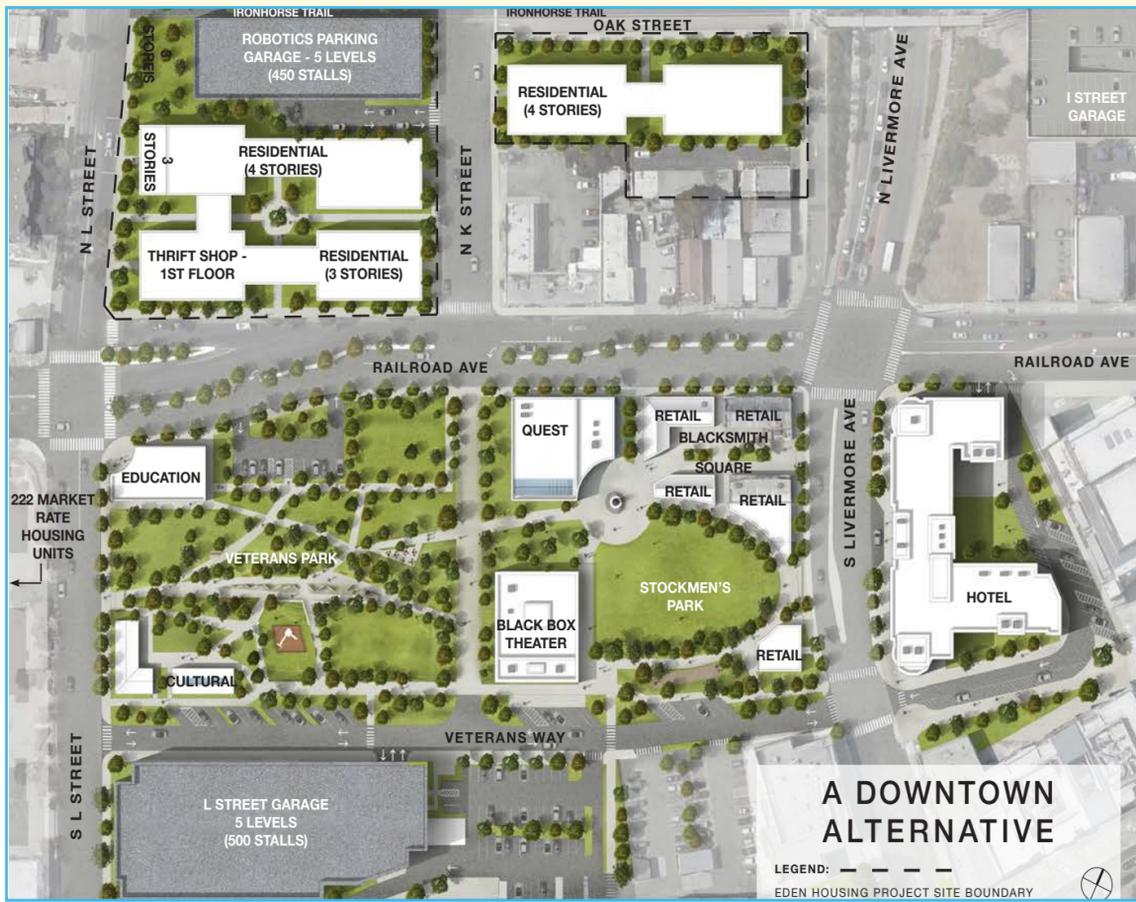 IRONHORSE TRAIL
IRONHORSE TRAIL
OAK STREET
3
STOREIS
ROBOTICS PARKING
GARAGE - 5 LEVELS
(450 STALLS)
RESIDENTIAL
(4 STORIES)
N LIVERMORE AVE
I STREET
GARAGE
N L STREET
3
STORIES
RESIDENTIAL
(4 STORIES)
N K STREET
THRIFT SHOP -
1ST FLOOR
RESIDENTIAL
(3 STORIES)
RAILROAD AVE
RAILROAD AVE
QUEST
RETAIL
RETAIL
BLACKSMITH
SQUARE
RETAIL
RETAIL
EDUCATION
222 MARKET
RATE
HOUSING
UNITS
VETERANS PARK
S LIVERMORE AVE
STOCKMEN'S
PARK
HOTEL
BLACK BOX
THEATER
RETAIL
CULTURAL
VETERANS WAY
S L STREET
L STREET GARAGE
5 LEVELS
(500 STALLS)
A DOWNTOWN
ALTERNATIVE
LEGEND:
EDEN HOUSING PROJECT SITE BOUNDARY